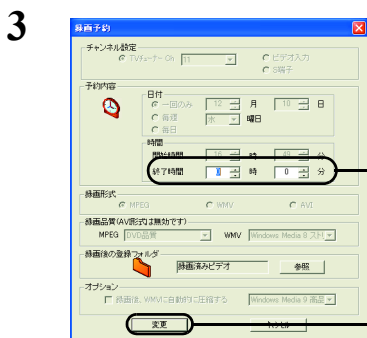 3
録画予約
チャンネル設定
TVチューナー Ch 11 ビデオ入力
S端子
予約内容
日付
一回のみ 12 月 10 日
毎週 水 曜日
毎日
時間
開始時間 16 時 49 分
終了時間 0 時 0 分
録画形式
MPEG WMV AVI
録画品質(AVI形式は無効です)
MPEG DVD品質 WMV Windows Media 8
録画後の登録フォルダ
録画済みビデオ 参照
オプション
録画後、WMVに自動的に圧縮する Windows Media 9
変更 キャンセル